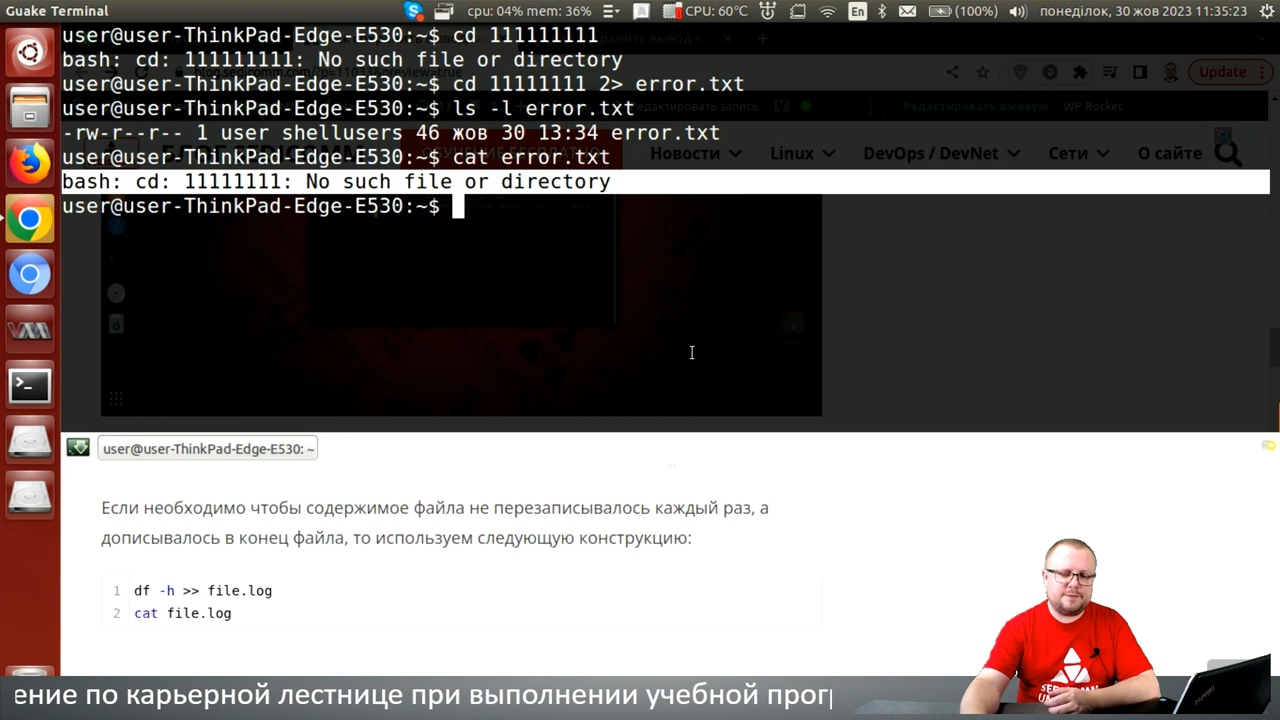 Guake Terminal
cpu: 04% mem: 36%
CPU: 60°C
En
(100%)
понеділок, 30 жов 2023 11:35:23
user@user-ThinkPad-Edge-E530:~$ cd 111111111
bash: cd: 111111111: No such file or directory
user@user-ThinkPad-Edge-E530:~$ cd 11111111 2> error.txt
user@user-ThinkPad-Edge-E530:~$ ls -l error.txt
-rw-r--r-- 1 user shellusers 46 жов 30 13:34 error.txt
user@user-ThinkPad-Edge-E530:~$ cat error.txt
bash: cd: 11111111: No such file or directory
user@user-ThinkPad-Edge-E530:~$
Update
Редактировать запись
Редактировать вживую
WP Rocket
Новости
Linux
DevOps / DevNet
Сети
О сайте
user@user-ThinkPad-Edge-E530: ~
Если необходимо чтобы содержимое файла не перезаписывалось каждый раз, а
дописывалось в конец файла, то используем следующую конструкцию:
1 df -h >> file.log
2 cat file.log
ение по карьерной лестнице при выполнении учебной прог